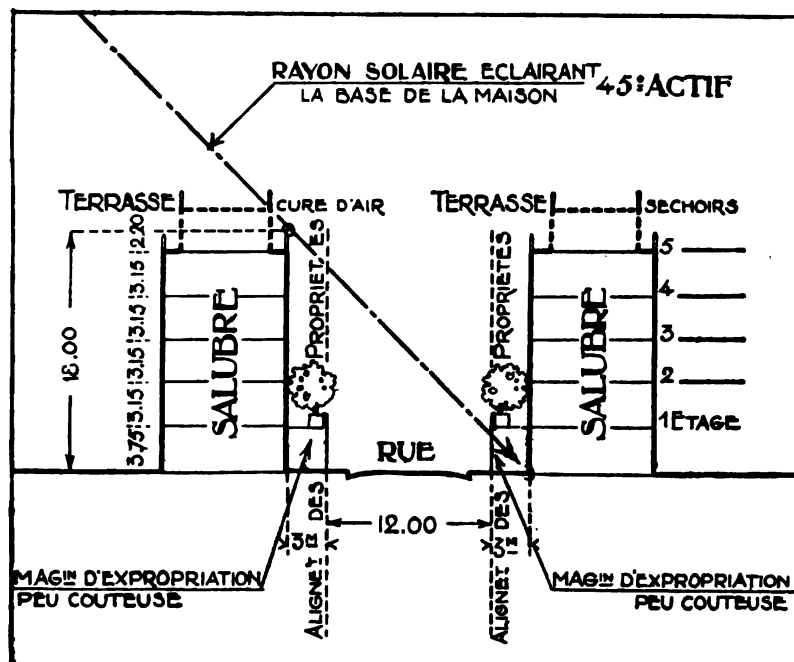 RAYON SOLAIRE ECLAIRANT
LA BASE DE LA MAISON
45° ACTIF
TERRASSE
CURE D'AIR
TERRASSE
SECHOIRS
18.00
3.75 3.15 3.15 3.15 3.15 2.20
SALUBRE
ALIGNET DES PROPRIETES
ALIGNET DES PROPRIETES
SALUBRE
5
4
3
2
1 ETAGE
RUE
3M
12.00
3M
MAGIN D'EXPROPRIATION
PEU COUTEUSE
MAGIN D'EXPROPRIATION
PEU COUTEUSE